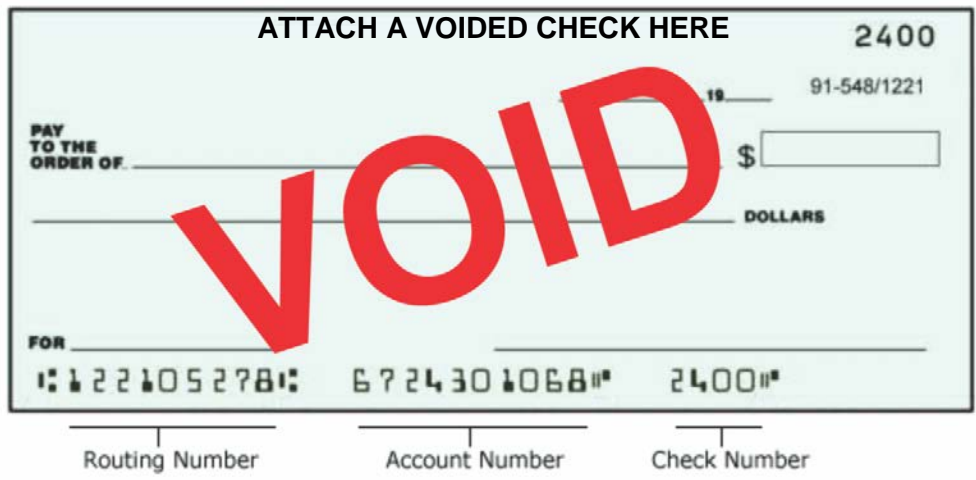 ATTACH A VOIDED CHECK HERE
2400
19
91-548/1221
PAY
TO THE
ORDER OF
$
DOLLARS
VOID
FOR
⑆122105278⑆ 6724301068⑈ 2400⑈
Routing Number Account Number Check Number